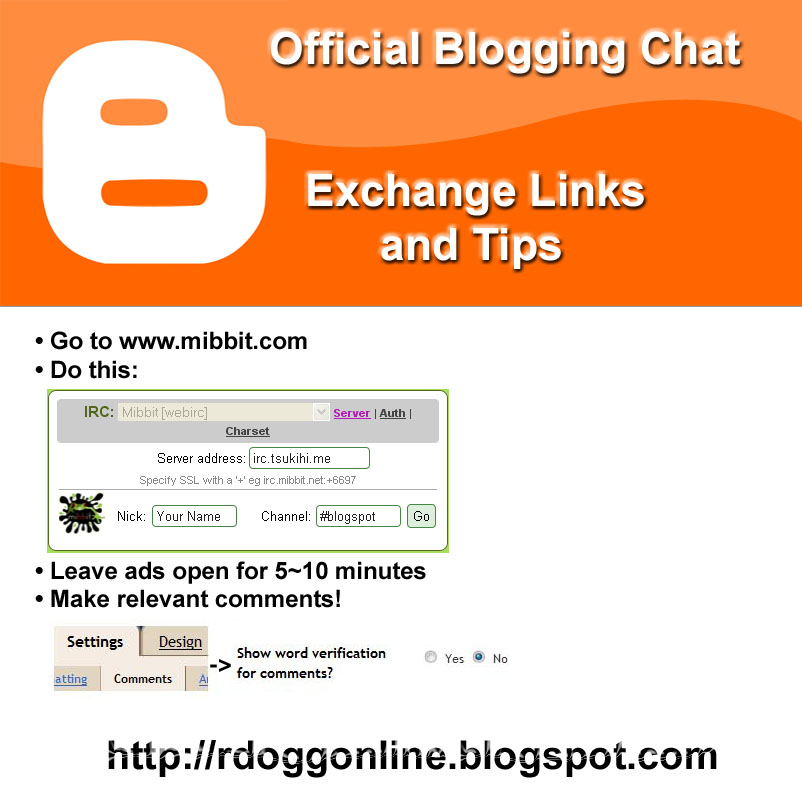 Official Blogging Chat
Exchange Links
and Tips
• Go to www.mibbit.com
• Do this:
IRC: Mibbit [webirc] Server | Auth |
Charset
Server address: irc.tsukihi.me
Specify SSL with a '+' eg irc.mibbit.net:+6697
Nick: Your Name Channel: #blogspot Go
• Leave ads open for 5~10 minutes
• Make relevant comments!
Settings Design
atting Comments A
-> Show word verification
for comments? Yes No
http://rdoggonline.blogspot.com